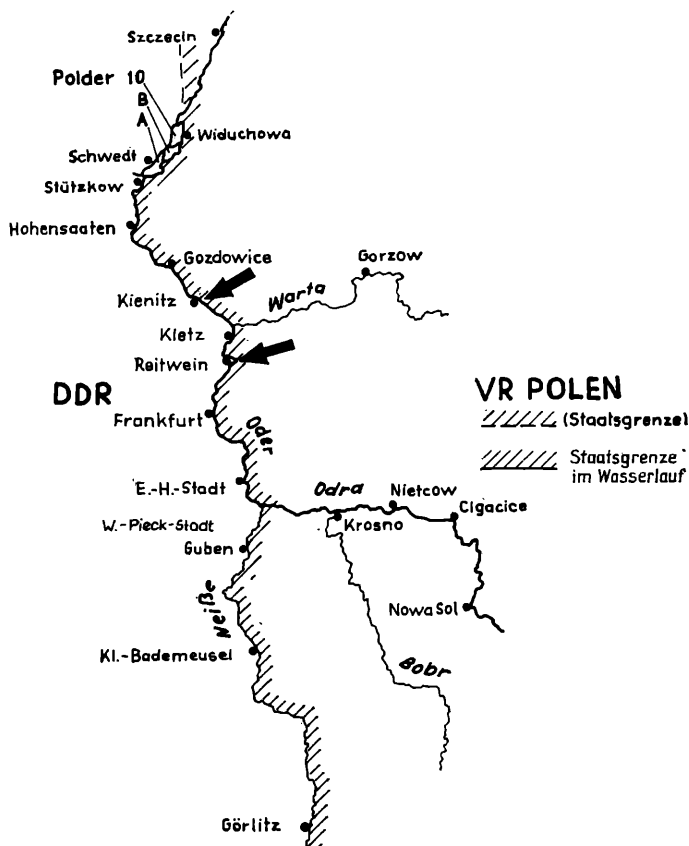 Szczecin
Polder 10
B
A
Widuchowa
Schwedt
Stützkow
Hohensaaten
Gozdowice
Gorzow
Kienitz
Warta
Kietz
Reitwein
DDR
VR POLEN
Frankfurt
(Staatsgrenze)
Oder
Staatsgrenze
im Wasserlauf
E.-H.-Stadt
Odra
Nietcow
Cigacice
W.-Pieck-Stadt
Krosno
Guben
Neiße
Nowa Sol
Kl.-Bademeusel
Bobr
Görlitz